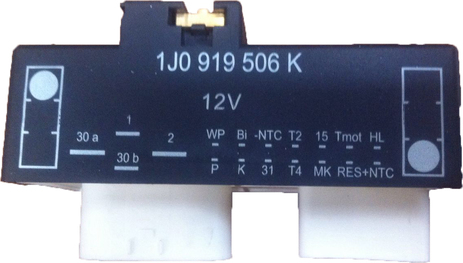 1J0 919 506 K
12V
1
30 a 2
30 b
WP Bi -NTC T2 15 Tmot HL
P K 31 T4 MK RES+NTC